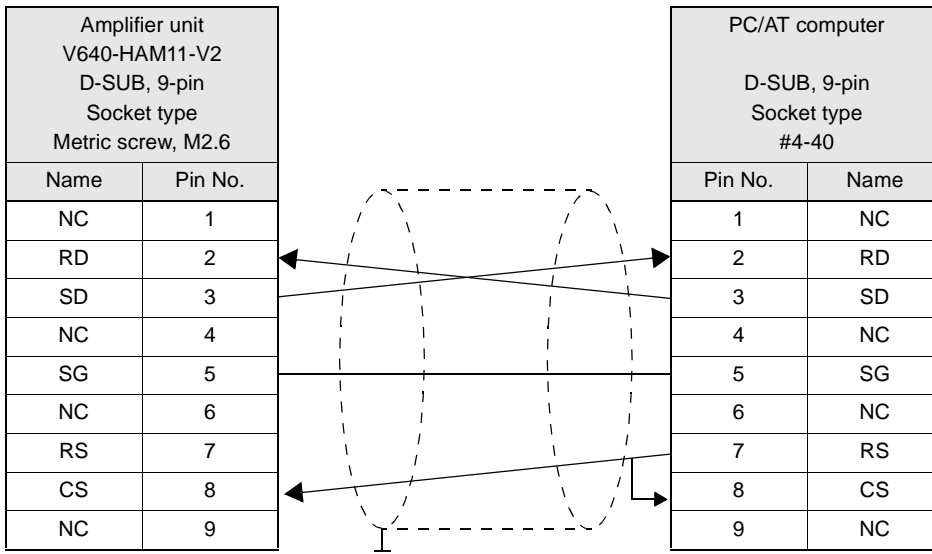 Amplifier unit
V640-HAM11-V2
D-SUB, 9-pin
Socket type
Metric screw, M2.6
Name Pin No.
NC 1
RD 2
SD 3
NC 4
SG 5
NC 6
RS 7
CS 8
NC 9
PC/AT computer
D-SUB, 9-pin
Socket type
#4-40
Pin No. Name
1 NC
2 RD
3 SD
4 NC
5 SG
6 NC
7 RS
8 CS
9 NC